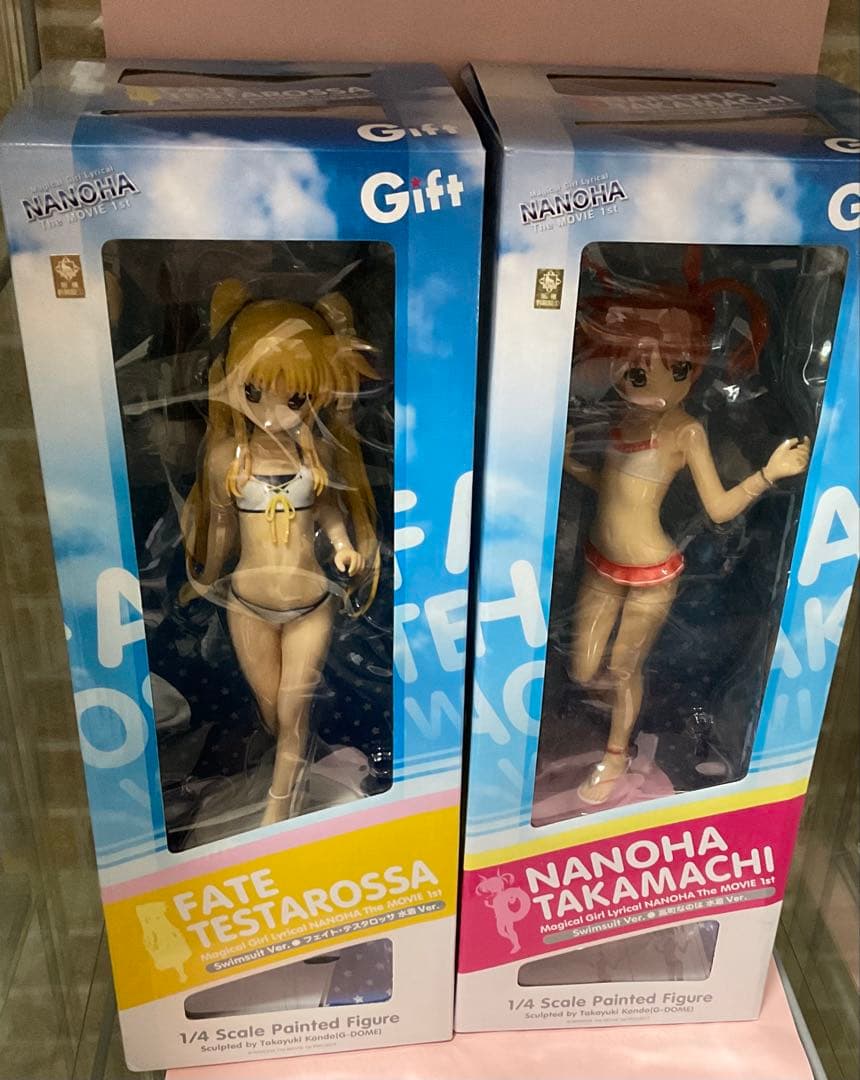 TESTAROSSA
Gift
Magical Girl Lyrical
NANOHA
The MOVIE 1st
Gift
FATE
TESTAROSSA
Magical Girl Lyrical NANOHA The MOVIE 1st
Swimsuit Ver. ● フェイト・テスタロッサ 水着 Ver.
1/4 Scale Painted Figure
Sculpted by Takayuki Kondo(G-DOME)
NANOHA
TAKAMACHI
Magical Girl Lyrical
NANOHA
The MOVIE 1st
G
NANOHA
TAKAMACHI
Magical Girl Lyrical NANOHA The MOVIE 1st
Swimsuit Ver. ● 高町なのは 水着 Ver.
1/4 Scale Painted Figure
Sculpted by Takayuki Kondo(G-DOME)